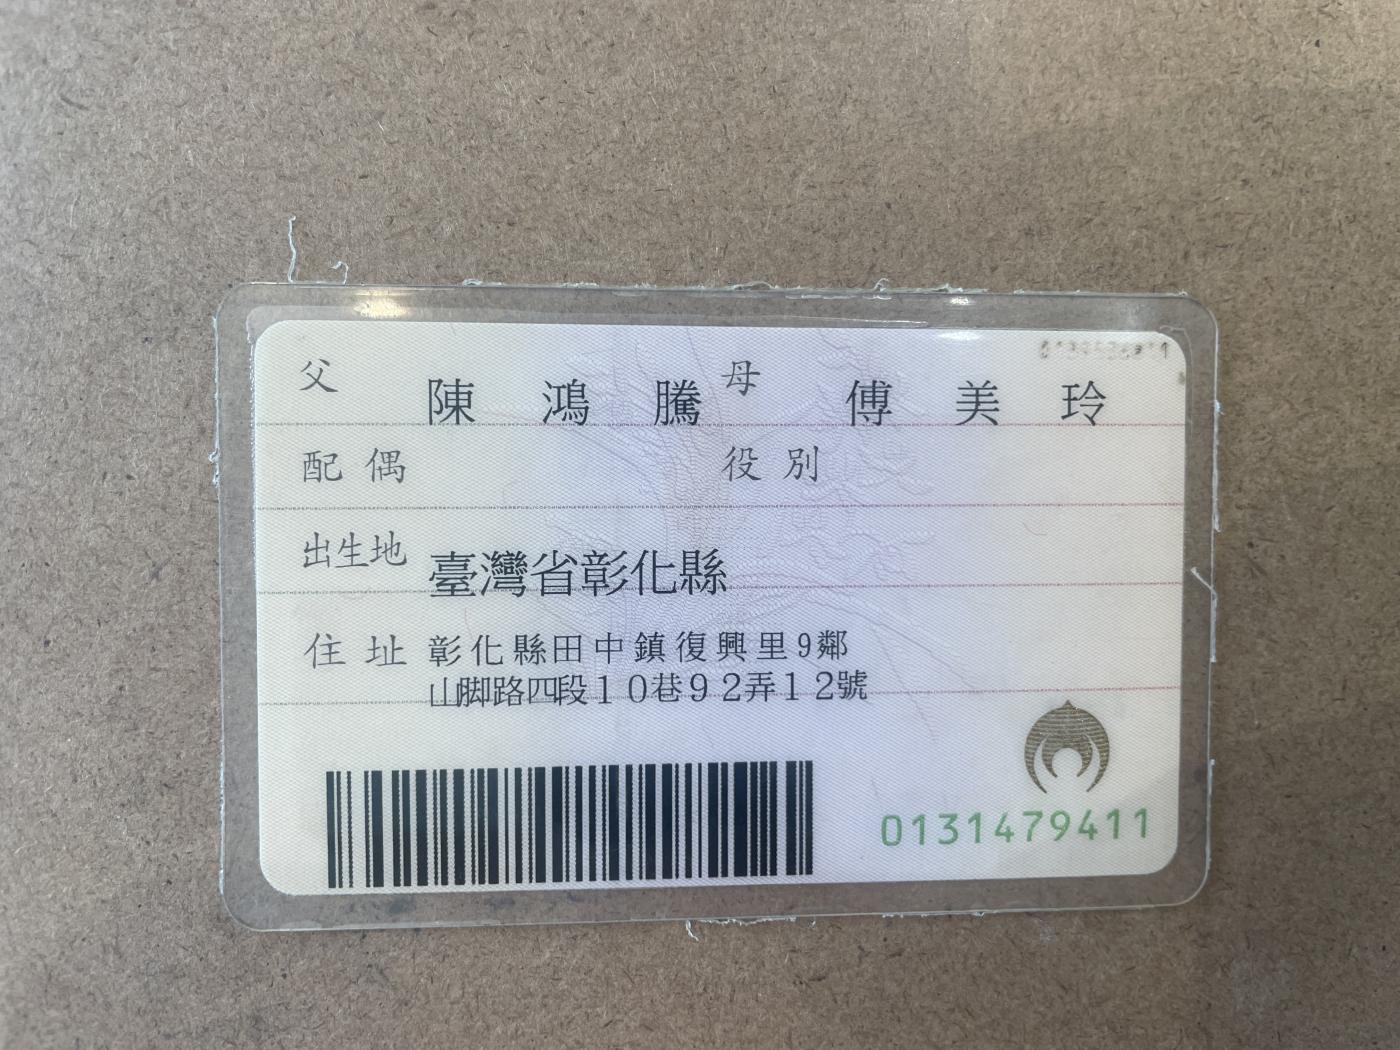 父 陳鴻騰 母 傅美玲
配偶 役別
出生地 臺灣省彰化縣
住址 彰化縣田中鎮復興里9鄰
山腳路四段10巷92弄12號
0131479411